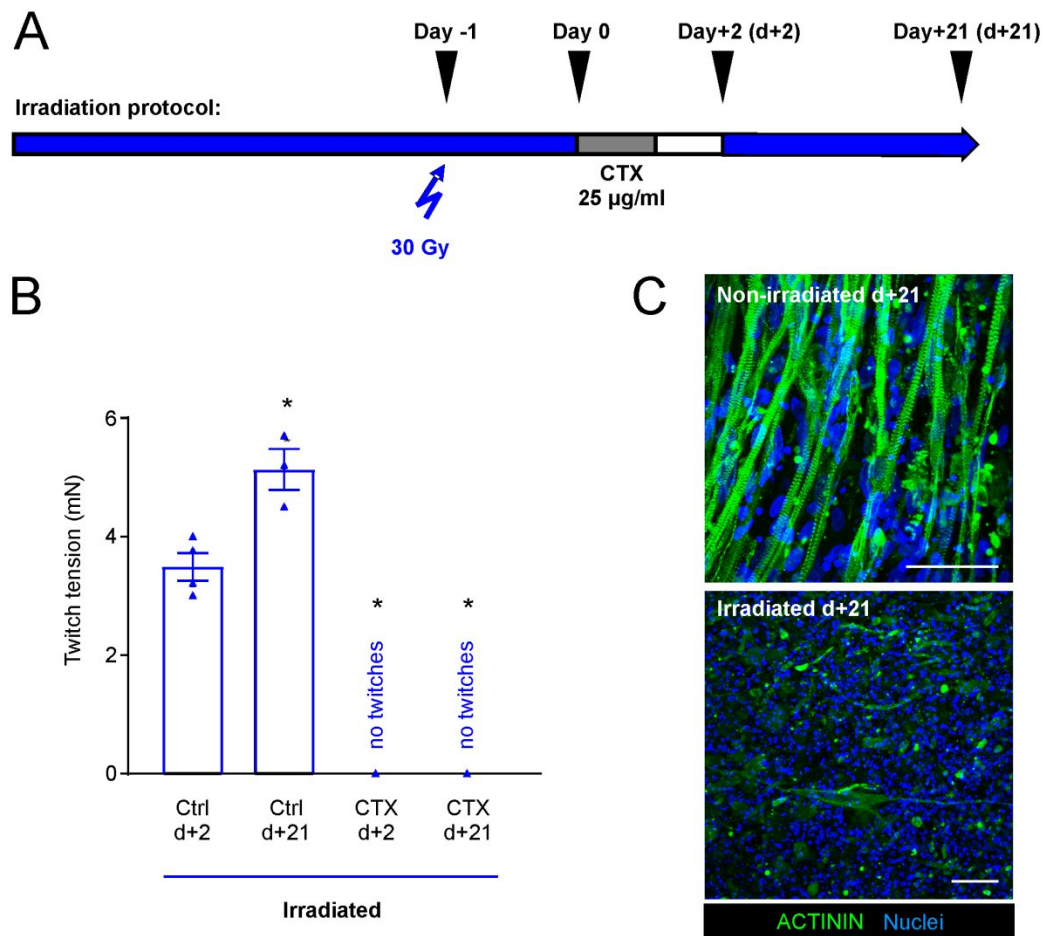 A
Day -1
Day 0
Day+2 (d+2)
Day+21 (d+21)
Irradiation protocol:
CTX
25 µg/ml
30 Gy
B
Twitch tension (mN)
6
4
2
0
*
*
*
no twitches
no twitches
Ctrl
d+2
Ctrl
d+21
CTX
d+2
CTX
d+21
Irradiated
C
Non-irradiated d+21
Irradiated d+21
ACTININ Nuclei